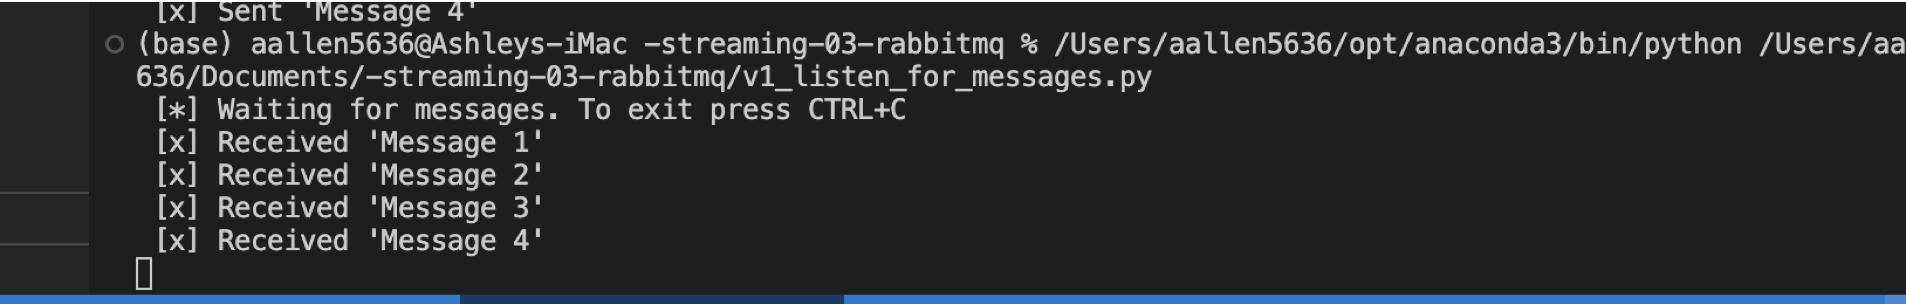 [x] Sent 'Message 4'
(base) aallen5636@Ashleys-iMac -streaming-03-rabbitmq % /Users/aallen5636/opt/anaconda3/bin/python /Users/aa
636/Documents/-streaming-03-rabbitmq/v1_listen_for_messages.py
[*] Waiting for messages. To exit press CTRL+C
[x] Received 'Message 1'
[x] Received 'Message 2'
[x] Received 'Message 3'
[x] Received 'Message 4'